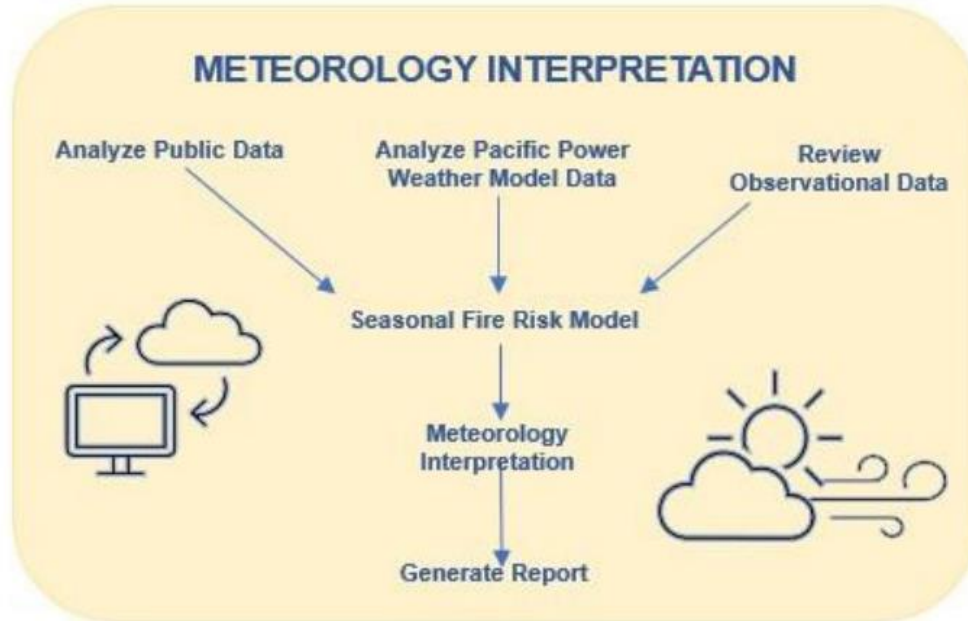 METEOROLOGY INTERPRETATION
Analyze Public Data
Analyze Pacific Power
Weather Model Data
Review
Observational Data
Seasonal Fire Risk Model
Meteorology
Interpretation
Generate Report